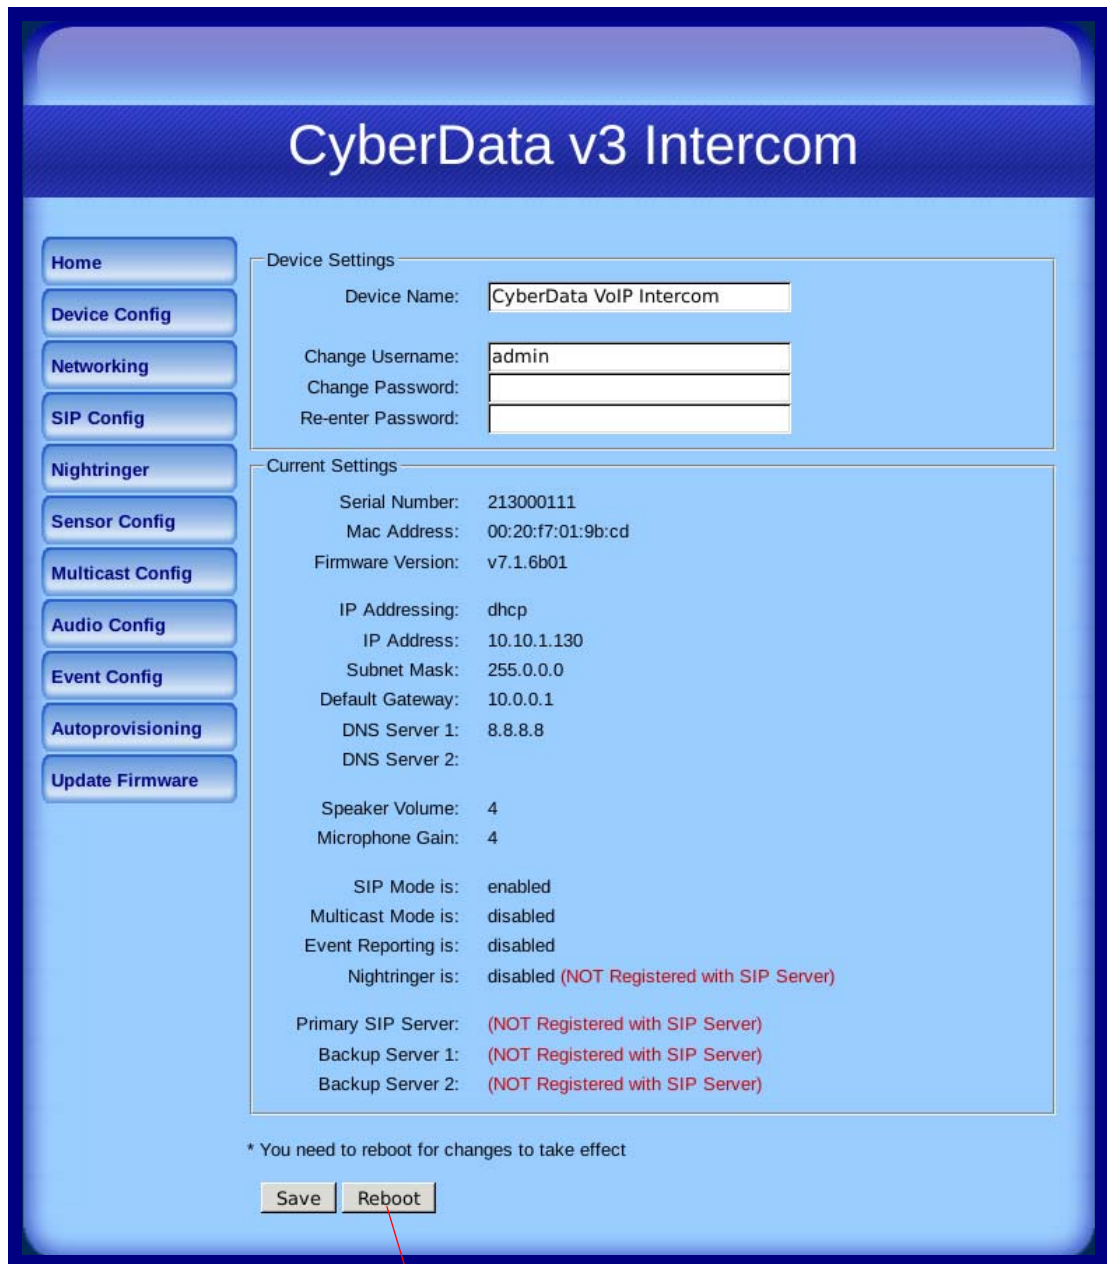 CyberData v3 Intercom
Home
Device Config
Networking
SIP Config
Nightringer
Sensor Config
Multicast Config
Audio Config
Event Config
Autoprovisioning
Update Firmware
Device Settings
Device Name: CyberData VoIP Intercom
Change Username: admin
Change Password:
Re-enter Password:
Current Settings
Serial Number: 213000111
Mac Address: 00:20:f7:01:9b:cd
Firmware Version: v7.1.6b01
IP Addressing: dhcp
IP Address: 10.10.1.130
Subnet Mask: 255.0.0.0
Default Gateway: 10.0.0.1
DNS Server 1: 8.8.8.8
DNS Server 2:
Speaker Volume: 4
Microphone Gain: 4
SIP Mode is: enabled
Multicast Mode is: disabled
Event Reporting is: disabled
Nightringer is: disabled (NOT Registered with SIP Server)
Primary SIP Server: (NOT Registered with SIP Server)
Backup Server 1: (NOT Registered with SIP Server)
Backup Server 2: (NOT Registered with SIP Server)
* You need to reboot for changes to take effect
Save Reboot